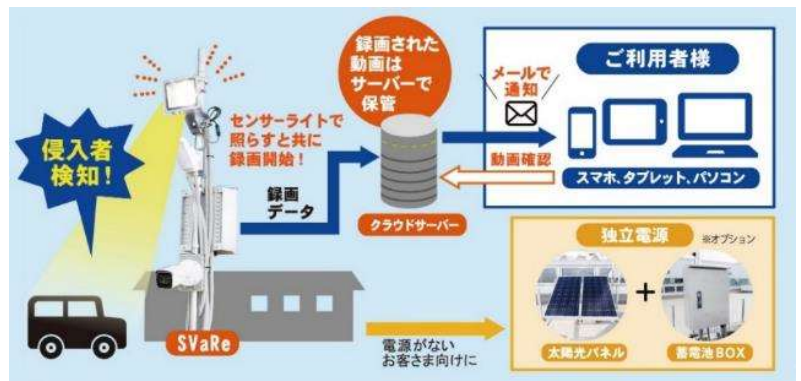 侵入者
検知！
センサーライトで
照らすと共に
録画開始！
録画
データ
SVaRe
録画された
動画は
サーバーで
保管
クラウドサーバー
ご利用者様
メールで
通知
動画確認
スマホ、タブレット、パソコン
電源がない
お客さま向けに
独立電源
※オプション
太陽光パネル
+
蓄電池BOX